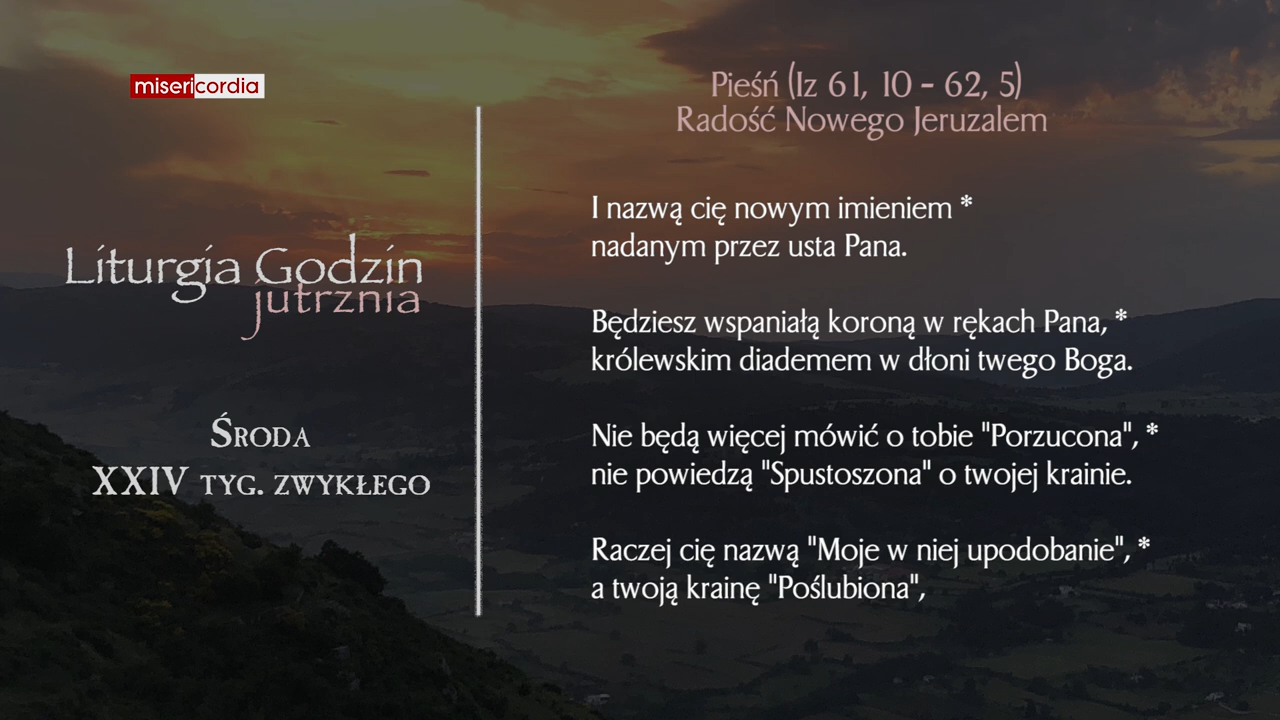 misericordia
Liturgia Godzin
jutrznia
Środa
XXIV tyg. zwykłego
Pieśń (Iz 61, 10 - 62, 5)
Radość Nowego Jeruzalem
I nazwą cię nowym imieniem *
nadanym przez usta Pana.
Będziesz wspaniałą koroną w rękach Pana, *
królewskim diademem w dłoni twego Boga.
Nie będą więcej mówić o tobie "Porzucona", *
nie powiedzą "Spustoszona" o twojej krainie.
Raczej cię nazwą "Moje w niej upodobanie", *
a twoją krainę "Poślubiona",